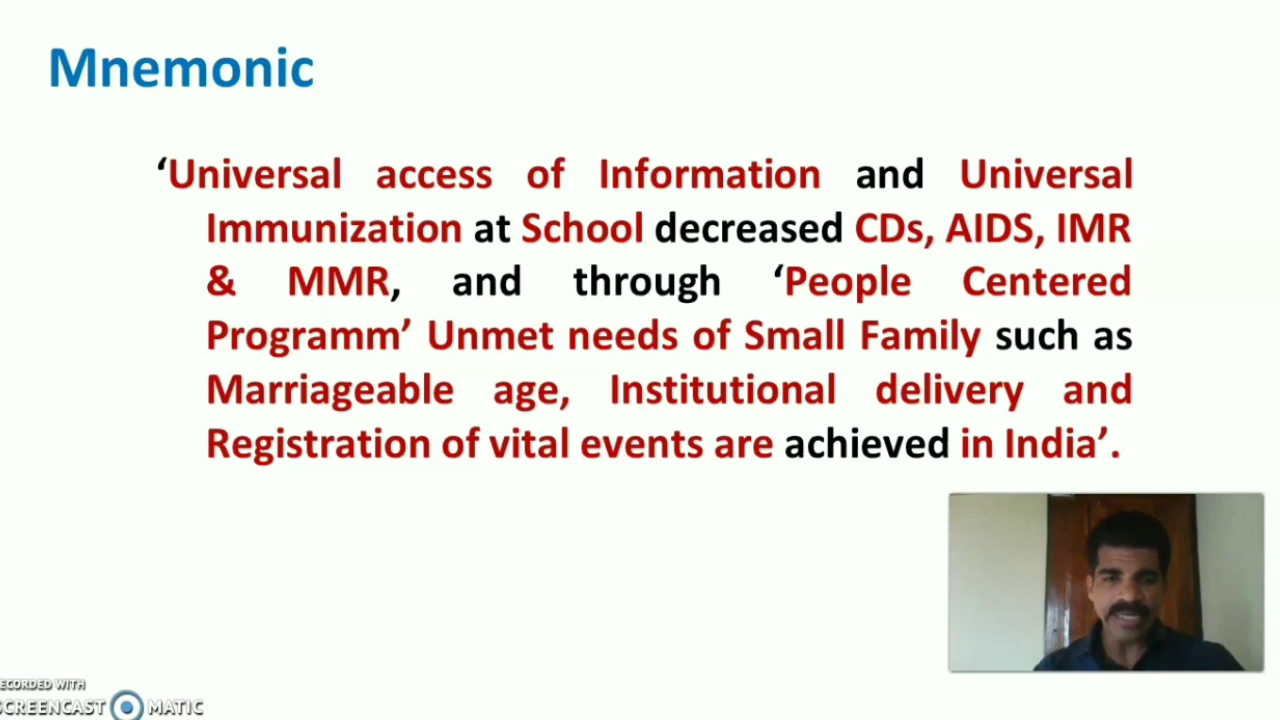 Mnemonic
‘Universal access of Information and Universal
Immunization at School decreased CDs, AIDS, IMR
& MMR, and through ‘People Centered
Programm’ Unmet needs of Small Family such as
Marriageable age, Institutional delivery and
Registration of vital events are achieved in India’.
ECORDED WITH
SCREENCAST MATIC